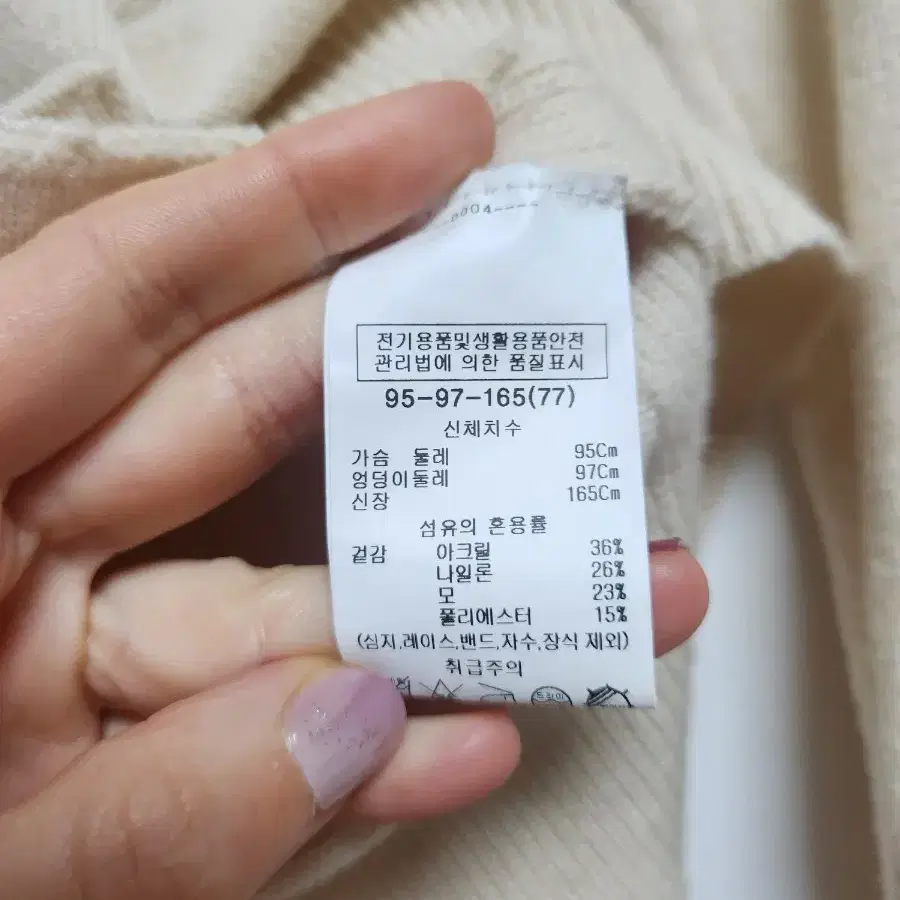 -0004----
전기용품및생활용품안전
관리법에 의한 품질표시
95-97-165(77)
신체치수
가슴 둘레 95Cm
엉덩이둘레 97Cm
신장 165Cm
섬유의 혼용률
겉감 아크릴 36%
나일론 26%
모 23%
폴리에스터 15%
(심지,레이스,밴드,자수,장식 제외)
취급주의